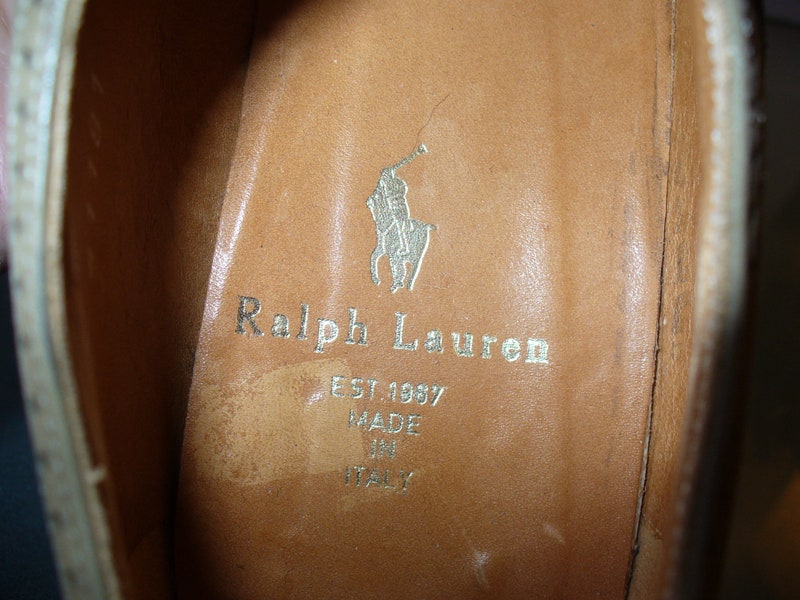 Ralph Lauren
EST. 1987
MADE
IN
ITALY